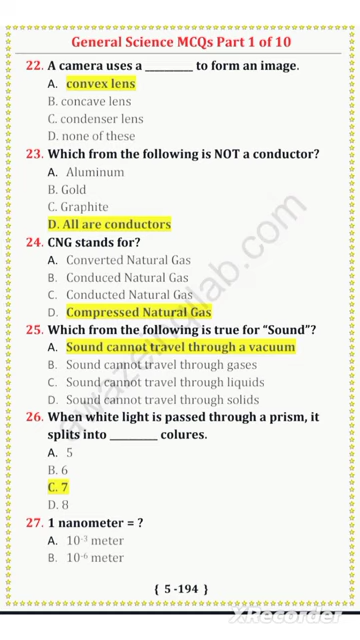 General Science MCQs Part 1 of 10
22. A camera uses a _________ to form an image.
A. convex lens
B. concave lens
C. condenser lens
D. none of these
23. Which from the following is NOT a conductor?
A. Aluminum
B. Gold
C. Graphite
D. All are conductors
24. CNG stands for?
A. Converted Natural Gas
B. Conduced Natural Gas
C. Conducted Natural Gas
D. Compressed Natural Gas
25. Which from the following is true for “Sound”?
A. Sound cannot travel through a vacuum
B. Sound cannot travel through gases
C. Sound cannot travel through liquids
D. Sound cannot travel through solids
26. When white light is passed through a prism, it
splits into _________ colures.
A. 5
B. 6
C. 7
D. 8
27. 1 nanometer = ?
A. 10⁻³ meter
B. 10⁻⁶ meter
{ 5 -194 }
XRecorder